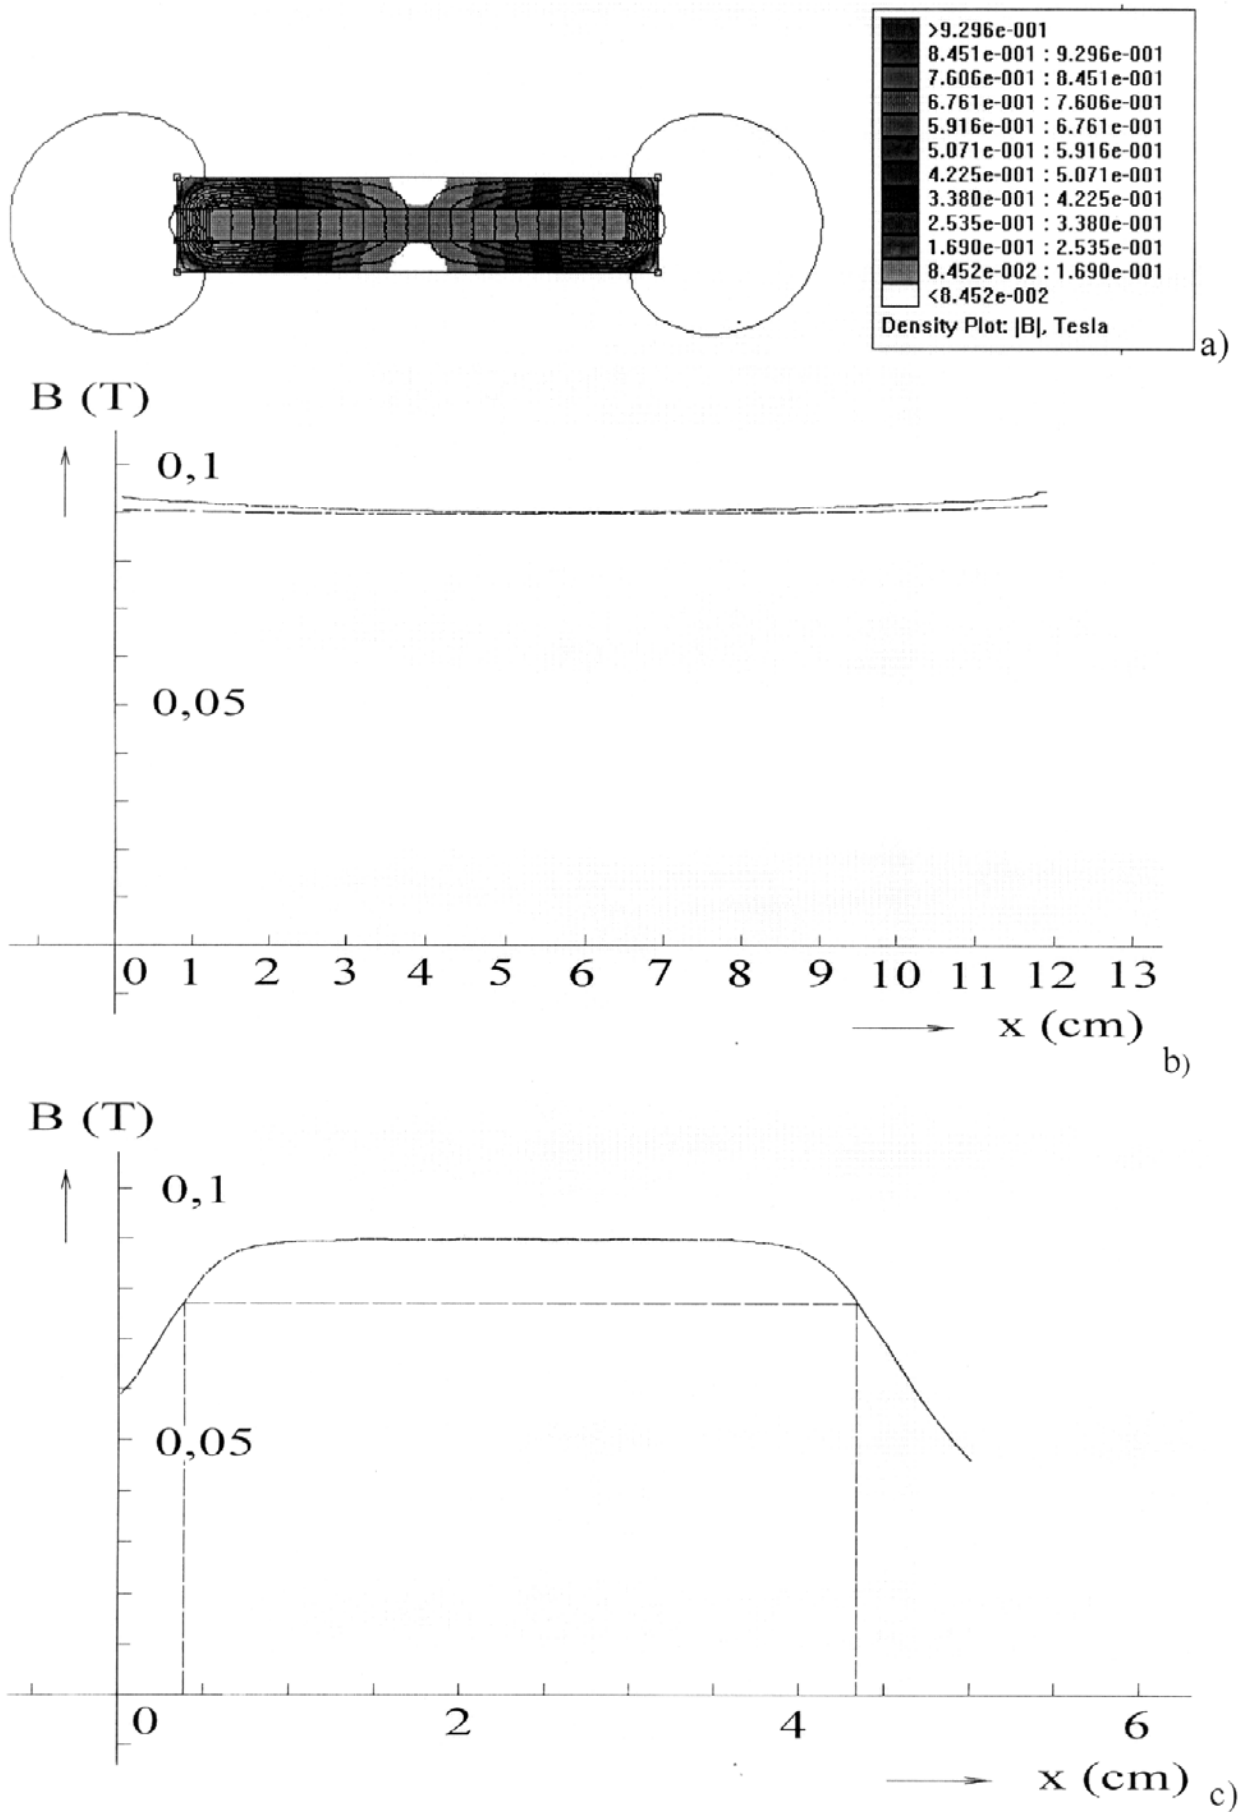 >9.296e-001
8.451e-001 : 9.296e-001
7.606e-001 : 8.451e-001
6.761e-001 : 7.606e-001
5.916e-001 : 6.761e-001
5.071e-001 : 5.916e-001
4.225e-001 : 5.071e-001
3.380e-001 : 4.225e-001
2.535e-001 : 3.380e-001
1.690e-001 : 2.535e-001
8.452e-002 : 1.690e-001
<8.452e-002
Density Plot: |B|, Tesla
a)
B (T)
0,1
0,05
0 1 2 3 4 5 6 7 8 9 10 11 12 13
x (cm)
b)
B (T)
0,1
0,05
0 2 4 6
x (cm)
c)